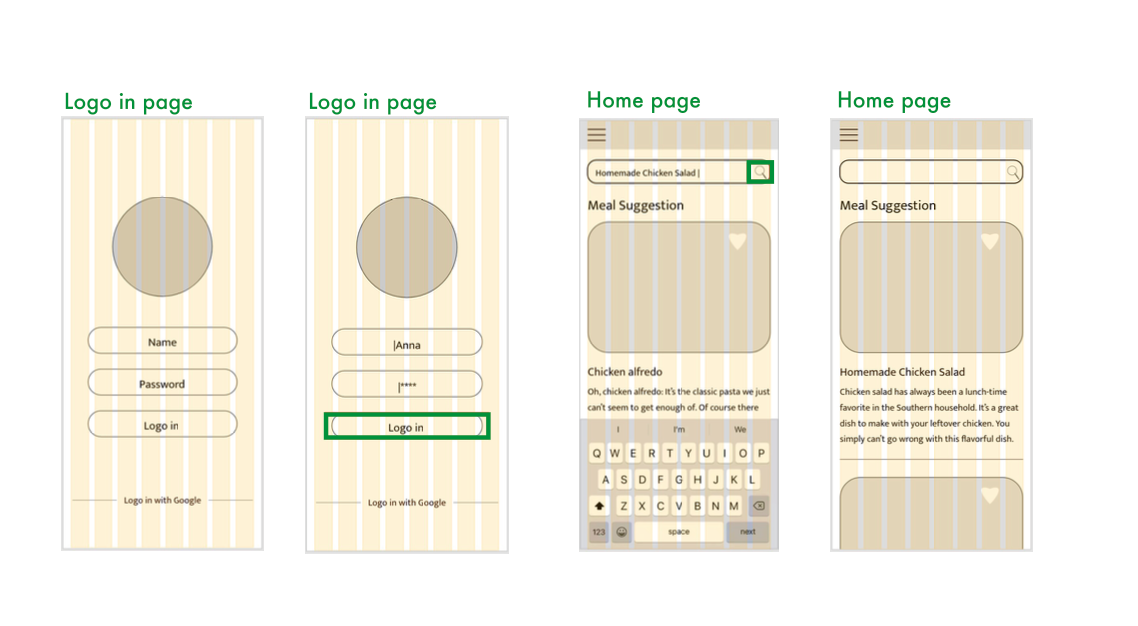 Logo in page
Name
Password
Logo in
Logo in with Google
Logo in page
|Anna
|****
Logo in
Logo in with Google
Home page
Homemade Chicken Salad |
Meal Suggestion
Chicken alfredo
Oh, chicken alfredo: It's the classic pasta we just
can't seem to get enough of. Of course there
I I'm We
Q W E R T Y U I O P
A S D F G H J K L
Z X C V B N M
123 space next
Home page
Meal Suggestion
Homemade Chicken Salad
Chicken salad has always been a lunch-time
favorite in the Southern household. It's a great
dish to make with your leftover chicken. You
simply can't go wrong with this flavorful dish.